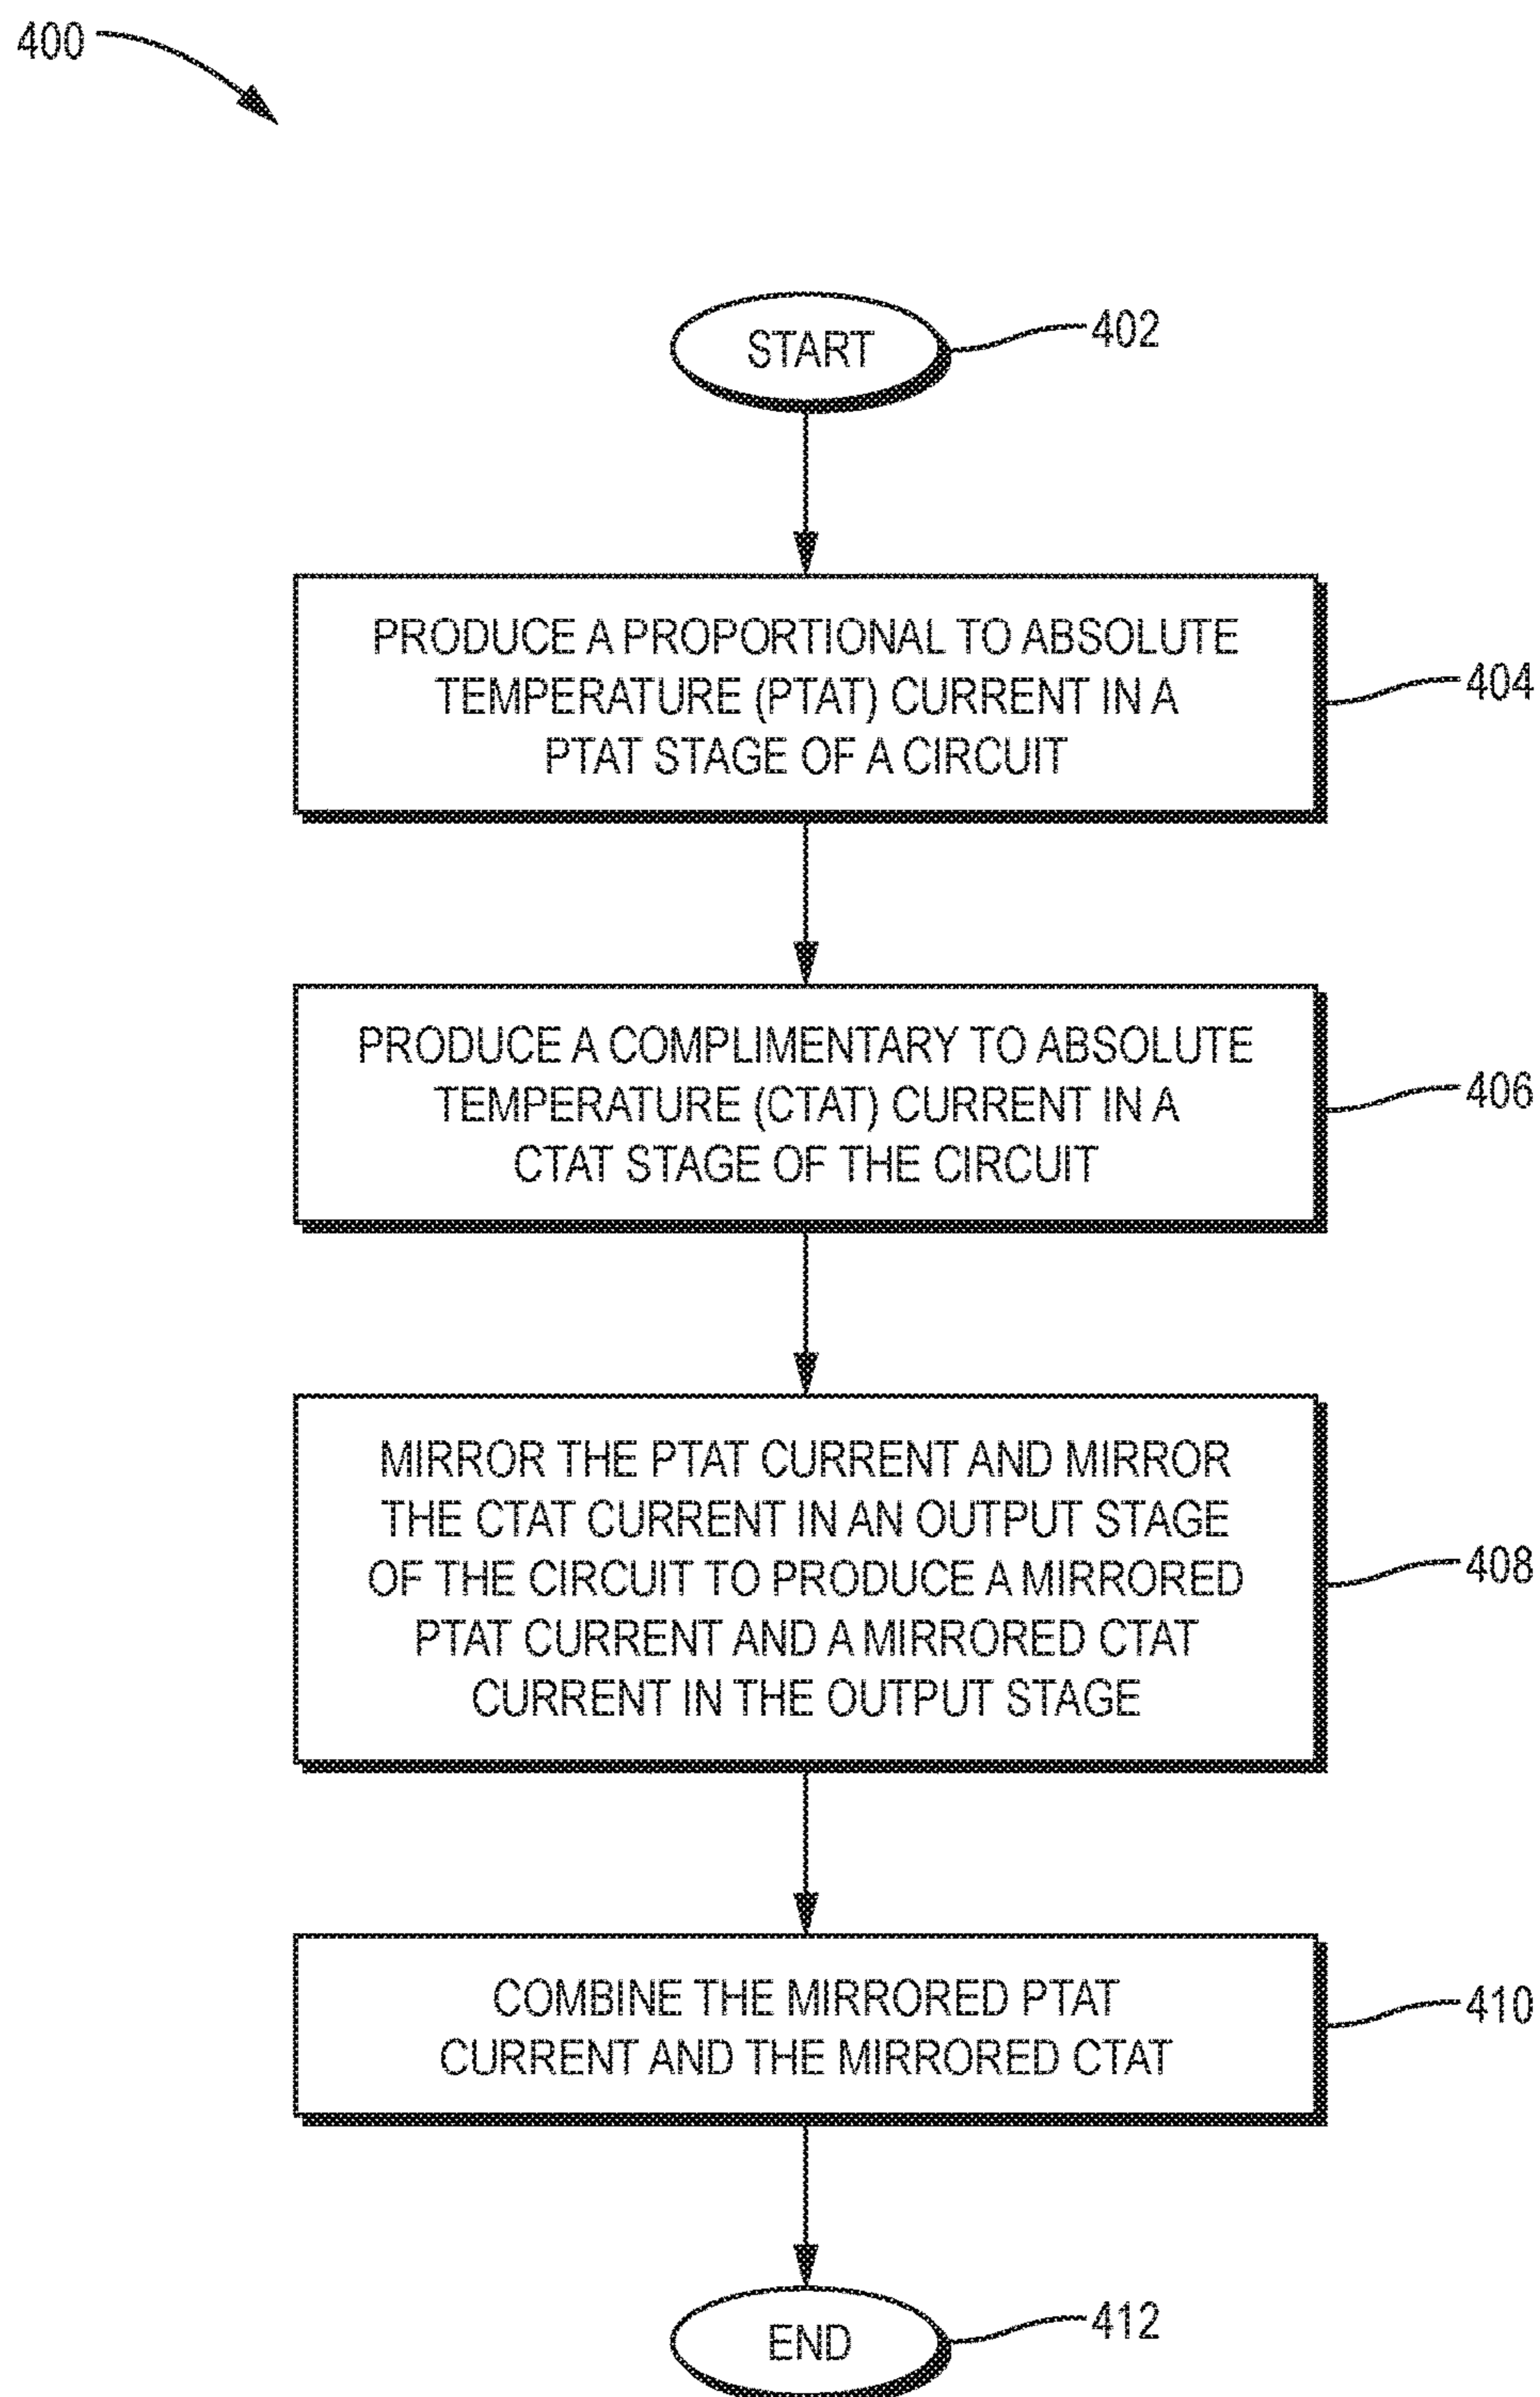 400
START
402
PRODUCE A PROPORTIONAL TO ABSOLUTE
TEMPERATURE (PTAT) CURRENT IN A
PTAT STAGE OF A CIRCUIT
404
PRODUCE A COMPLIMENTARY TO ABSOLUTE
TEMPERATURE (CTAT) CURRENT IN A
CTAT STAGE OF THE CIRCUIT
406
MIRROR THE PTAT CURRENT AND MIRROR
THE CTAT CURRENT IN AN OUTPUT STAGE
OF THE CIRCUIT TO PRODUCE A MIRRORED
PTAT CURRENT AND A MIRRORED CTAT
CURRENT IN THE OUTPUT STAGE
408
COMBINE THE MIRRORED PTAT
CURRENT AND THE MIRRORED CTAT
410
END
412